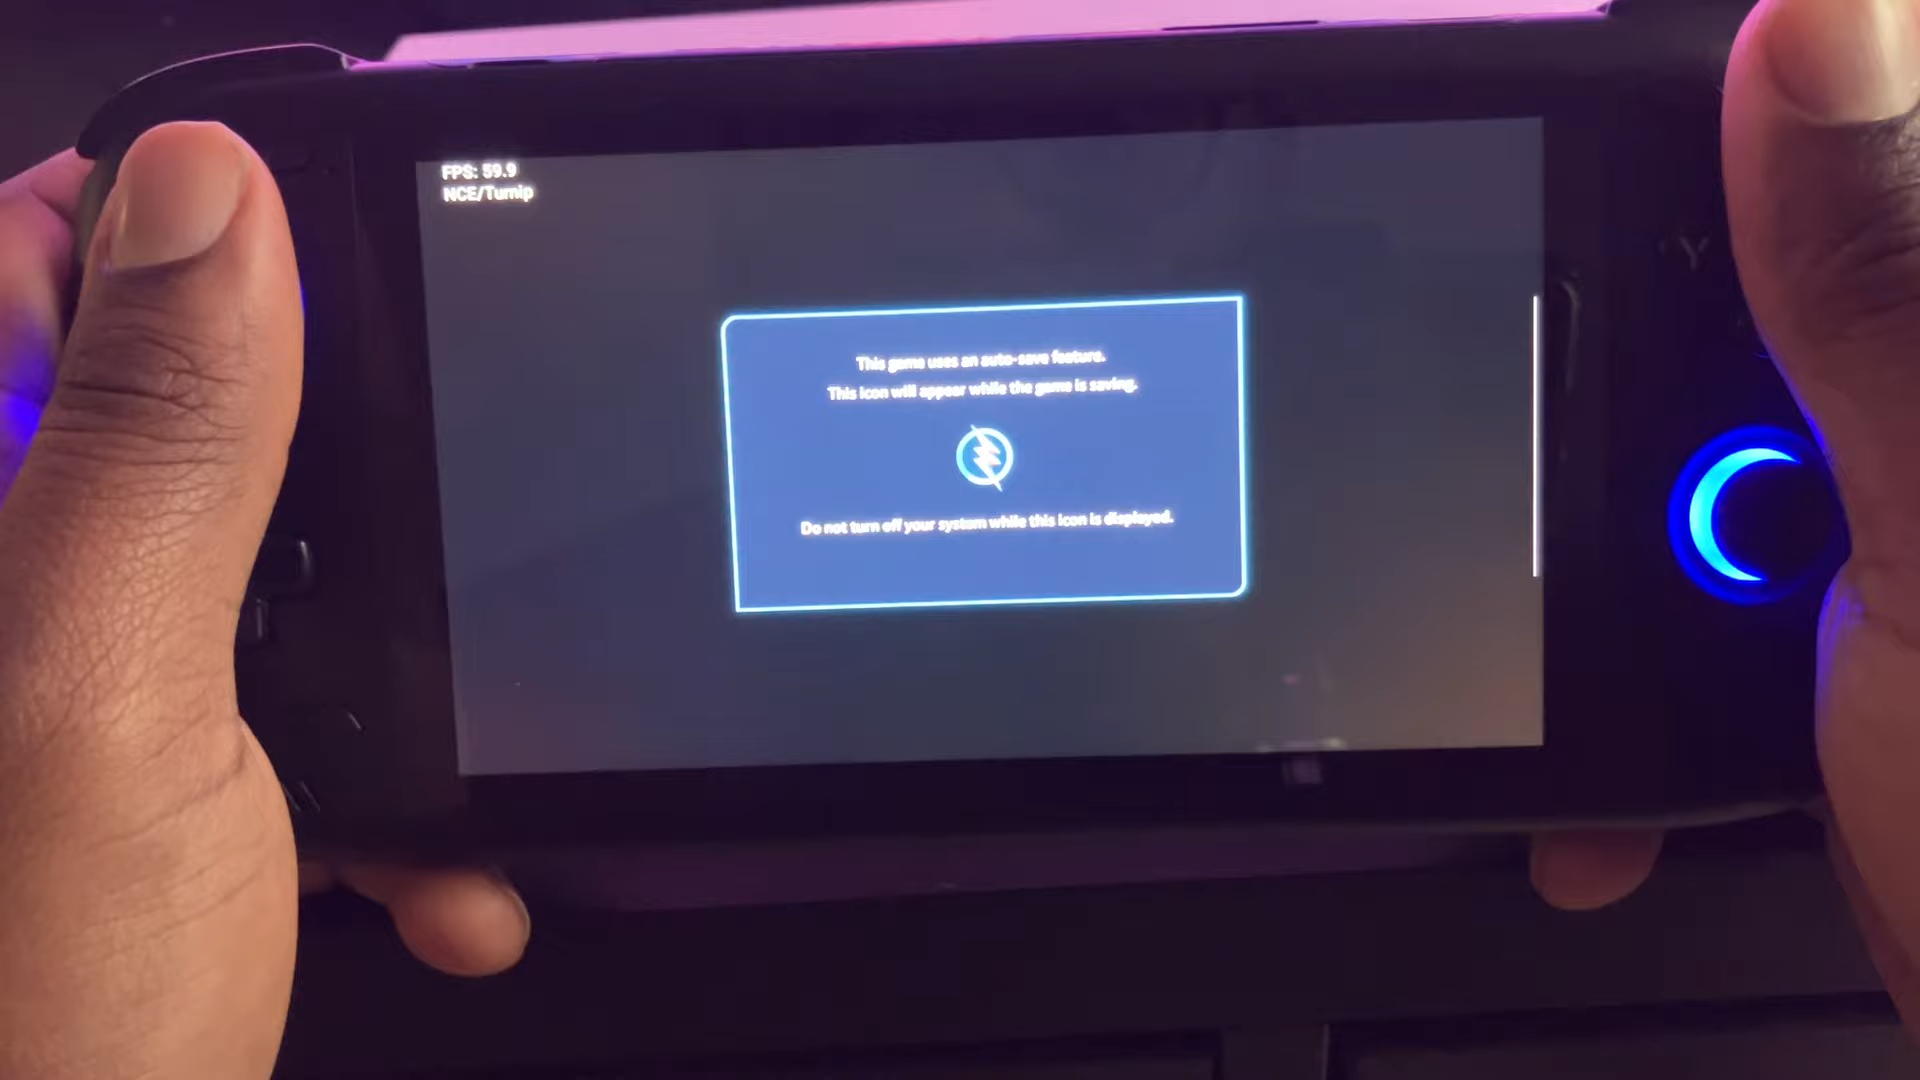 FPS: 59.9
NCE/Turnip
This game uses an auto-save feature.
This icon will appear while the game is saving.
Do not turn off your system while this icon is displayed.
Y